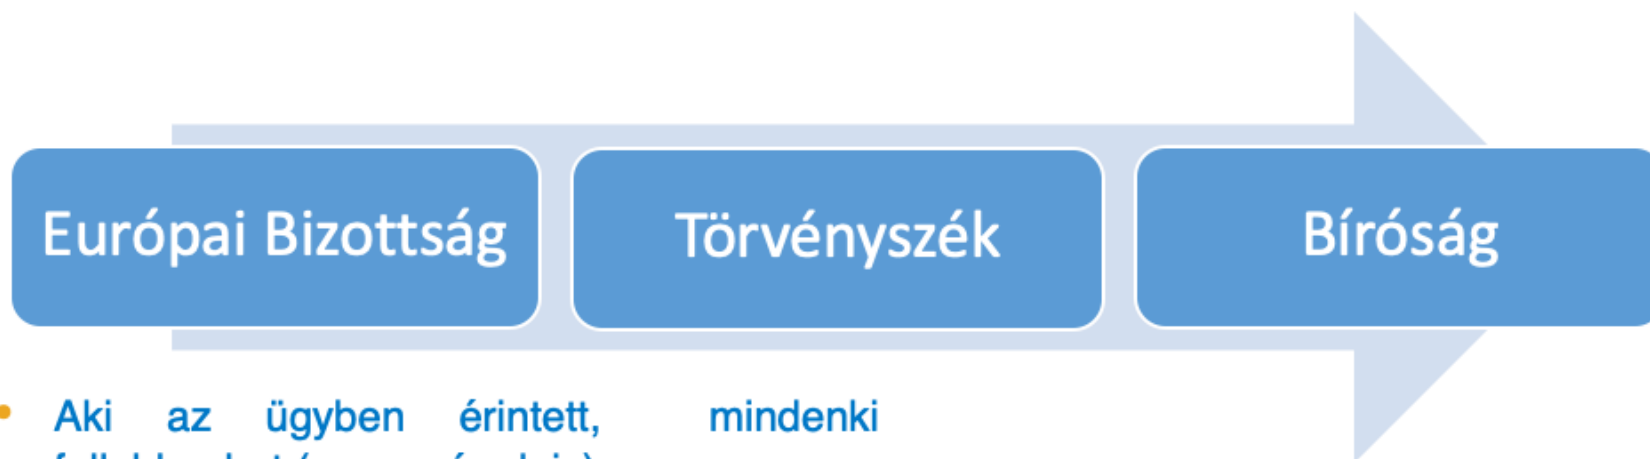 Európai Bizottság
Törvényszék
Bíróság
Aki az ügyben érintett, mindenki